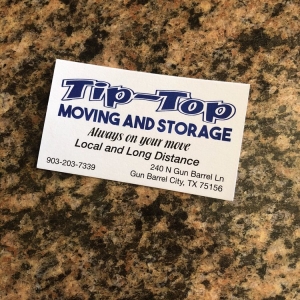 Tip-Top
MOVING AND STORAGE
Always on your move
Local and Long Distance
903-203-7339
240 N Gun Barrel Ln
Gun Barrel City, TX 75156